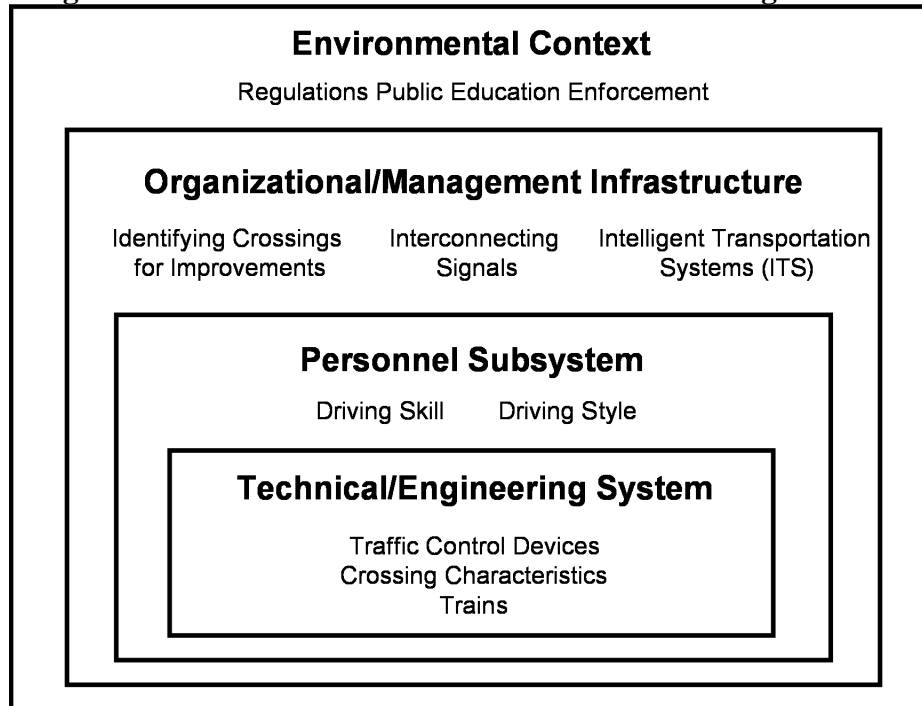 Environmental Context
Regulations Public Education Enforcement
Organizational/Management Infrastructure
Identifying Crossings
for Improvements
Interconnecting
Signals
Intelligent Transportation
Systems (ITS)
Personnel Subsystem
Driving Skill Driving Style
Technical/Engineering System
Traffic Control Devices
Crossing Characteristics
Trains